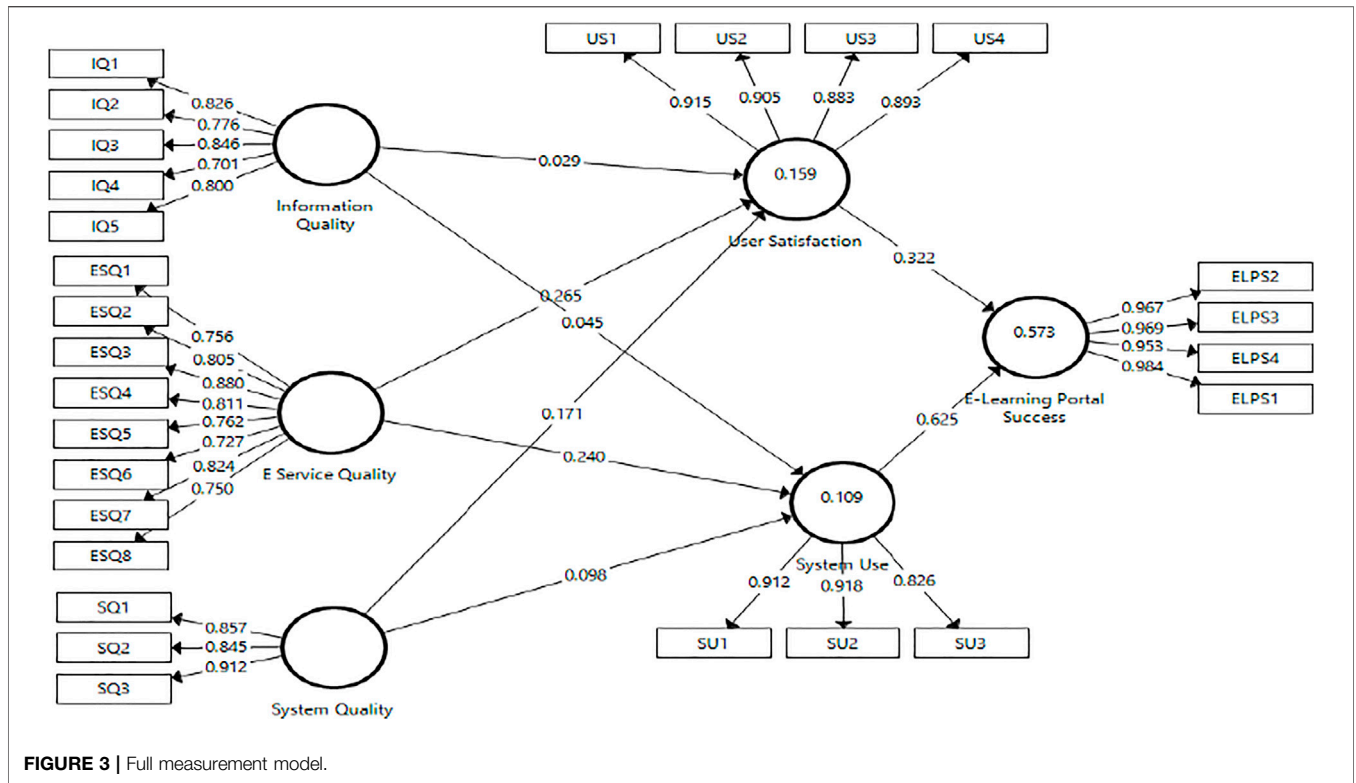 US1
US2
US3
US4
0.915
0.905
0.883
0.893
IQ1
IQ2
IQ3
IQ4
IQ5
0.826
0.776
0.846
0.701
0.800
Information
Quality
0.029
0.159
User Satisfaction
ESQ1
ESQ2
ESQ3
ESQ4
ESQ5
ESQ6
ESQ7
ESQ8
0.756
0.805
0.880
0.811
0.762
0.727
0.824
0.750
E Service Quality
0.265
0.045
0.171
0.240
0.098
0.322
0.625
0.573
E-Learning Portal
Success
0.967
0.969
0.953
0.984
ELPS2
ELPS3
ELPS4
ELPS1
0.109
System Use
0.912
0.918
0.826
SU1
SU2
SU3
SQ1
SQ2
SQ3
0.857
0.845
0.912
System Quality
FIGURE 3 | Full measurement model.